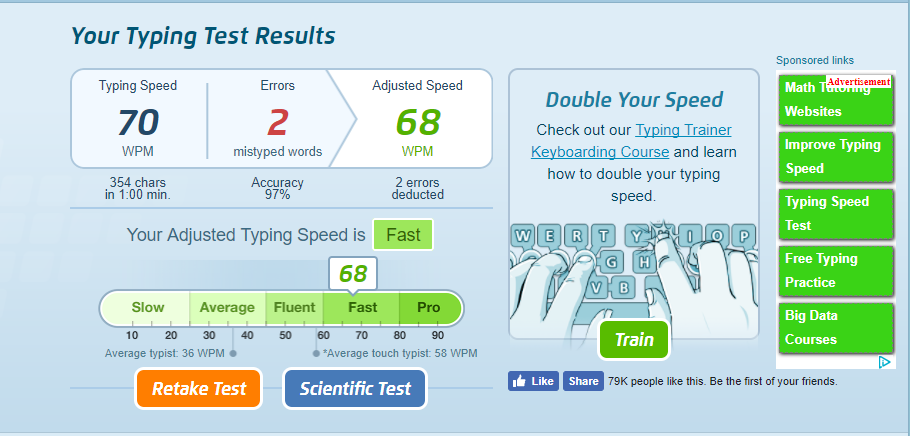 Your Typing Test Results
Typing Speed
70
WPM
Errors
2
mistyped words
Adjusted Speed
68
WPM
354 chars
in 1:00 min.
Accuracy
97%
2 errors
deducted
Your Adjusted Typing Speed is Fast
68
Slow Average Fluent Fast Pro
10 20 30 40 50 60 70 80 90
Average typist: 36 WPM
*Average touch typist: 58 WPM
Retake Test
Scientific Test
Double Your Speed
Check out our Typing Trainer
Keyboarding Course and learn
how to double your typing
speed.
W E R T Y I O P
G H
V B
Train
Like Share 79K people like this. Be the first of your friends.
Sponsored links
Advertisement
Math Tutoring
Websites
Improve Typing
Speed
Typing Speed
Test
Free Typing
Practice
Big Data
Courses